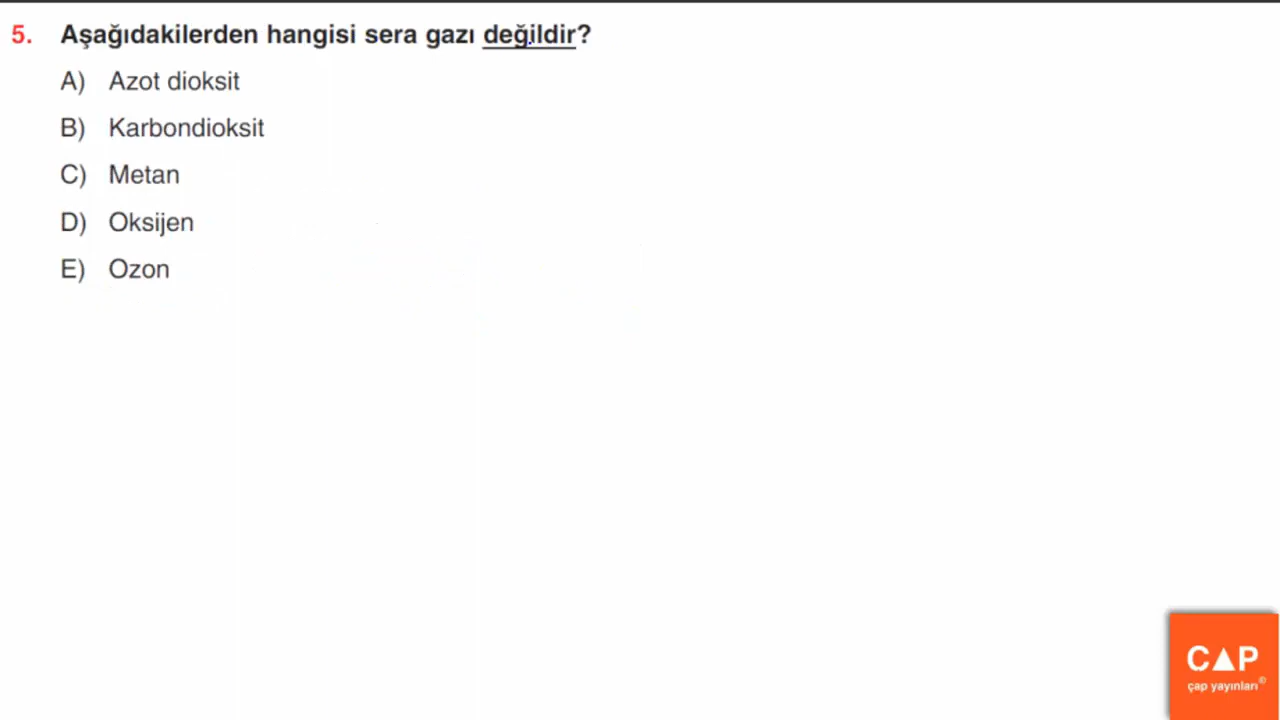 5. Aşağıdakilerden hangisi sera gazı değildir?
A) Azot dioksit
B) Karbondioksit
C) Metan
D) Oksijen
E) Ozon
CAP
çap yayınları©